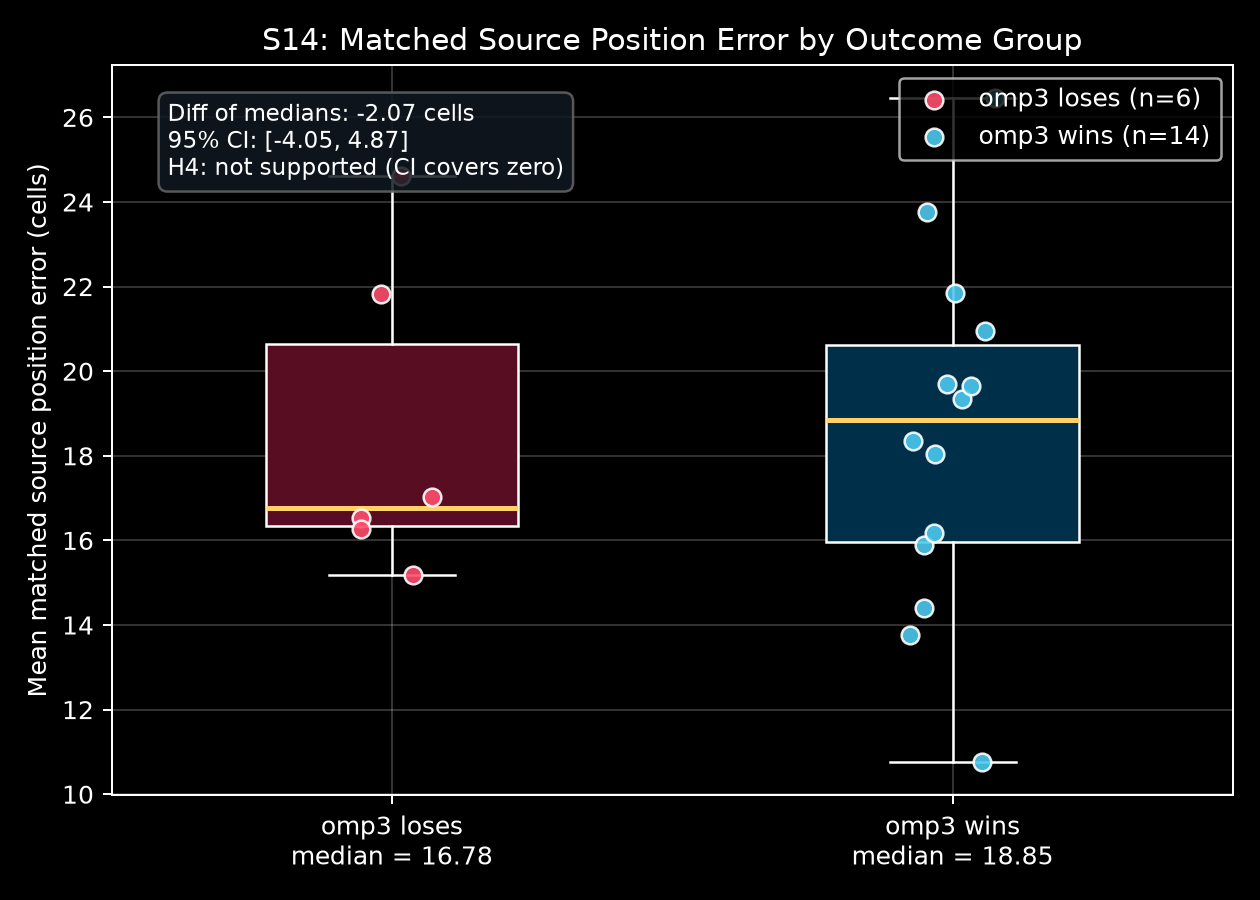 S14: Matched Source Position Error by Outcome Group
Diff of medians: -2.07 cells
95% CI: [-4.05, 4.87]
H4: not supported (CI covers zero)
omp3 loses (n=6)
omp3 wins (n=14)
Mean matched source position error (cells)
26
24
22
20
18
16
14
12
10
omp3 loses
median = 16.78
omp3 wins
median = 18.85